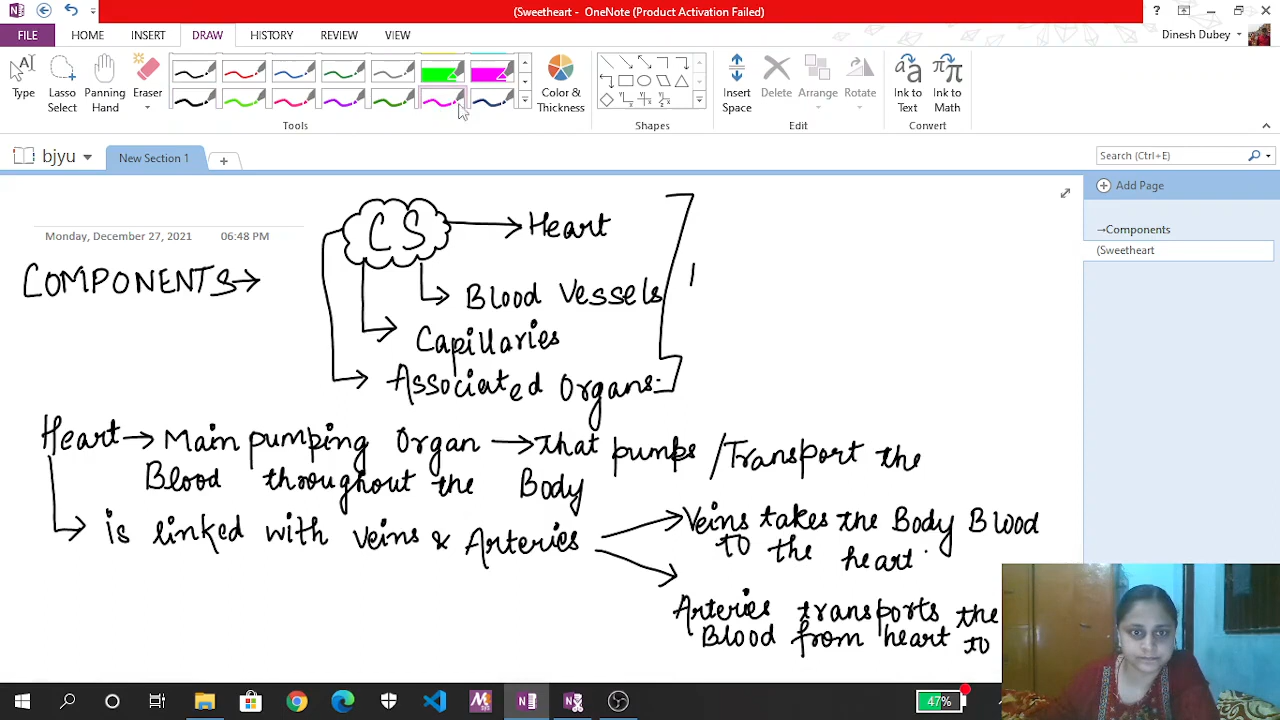 (Sweetheart - OneNote (Product Activation Failed)
FILE HOME INSERT DRAW HISTORY REVIEW VIEW
Dinesh Dubey
Type
Lasso Select
Panning Hand
Eraser
Color & Thickness
Insert Space
Delete
Arrange
Rotate
Ink to Text
Ink to Math
Tools
Shapes
Edit
Convert
bjyu
New Section 1
Search (Ctrl+E)
Add Page
→Components
(Sweetheart
Monday, December 27, 2021 06:48 PM
COMPONENTS→
CS → Heart
Blood Vessels
Capillaries
Associated Organs:-
Heart → Main pumping Organ → That pumps /Transport the
Blood throughout the Body
is linked with veins & Arteries
Veins takes the Body Blood
to the heart.
Arteries transports the
Blood from heart to
47%